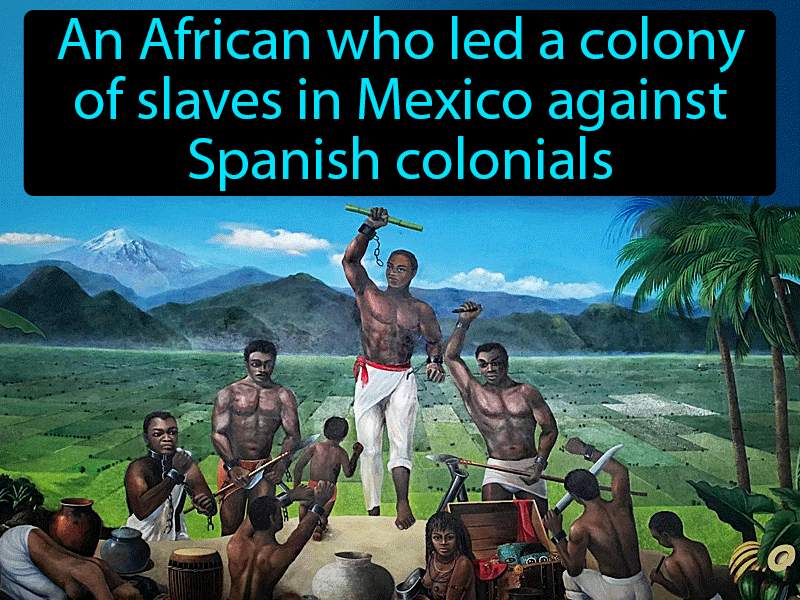 An African who led a colony
of slaves in Mexico against
Spanish colonials